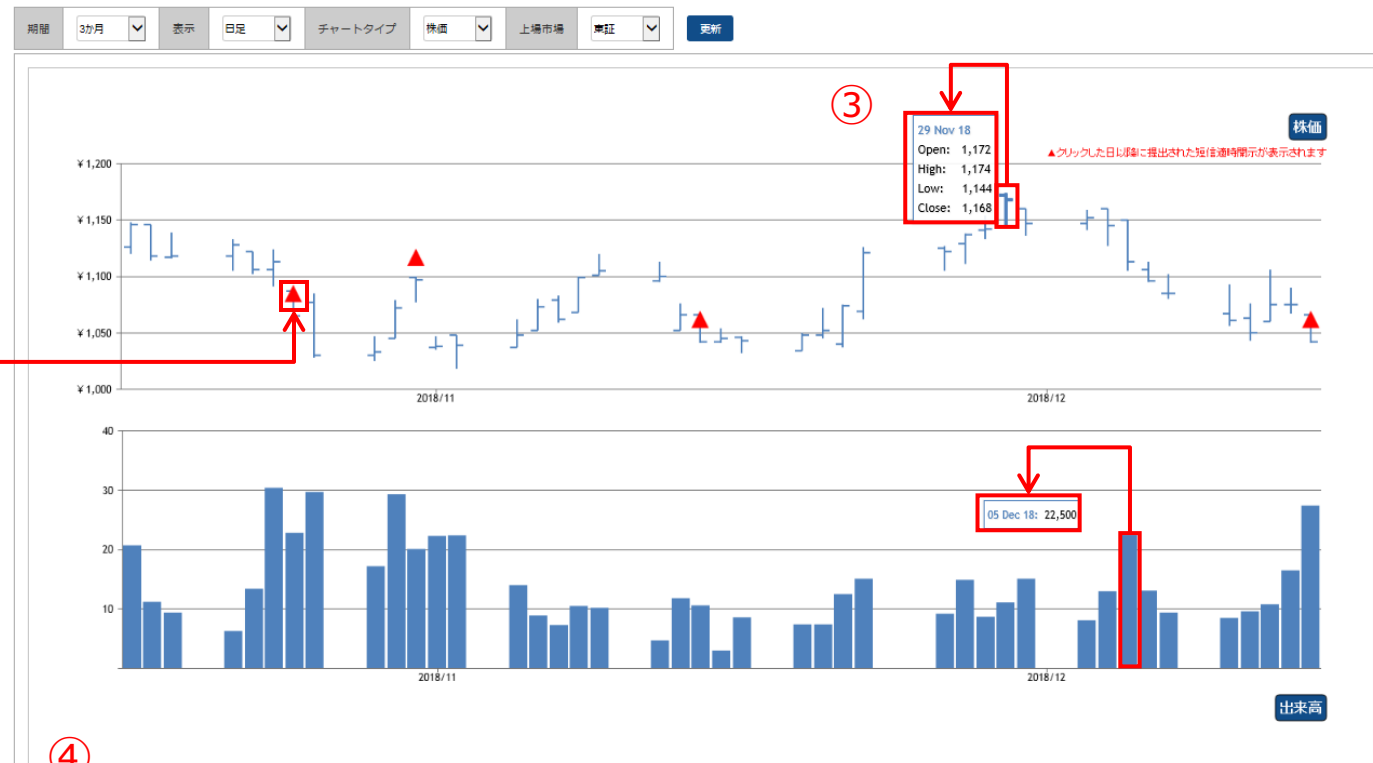 期間 3か月 表示 日足 チャートタイプ 株価 上場市場 東証 更新
③
株価
▲クリックした日以降に提出された短信適時開示が表示されます
29 Nov 18
Open: 1,172
High: 1,174
Low: 1,144
Close: 1,168
¥1,200
¥1,150
¥1,100
¥1,050
¥1,000
2018/11 2018/12
40
30
20
10
05 Dec 18: 22,500
2018/11 2018/12
出来高
④